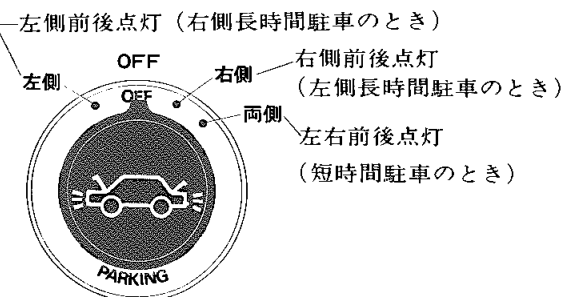 左側前後点灯(右側長時間駐車のとき)
OFF
左側
OFF
右側
右側前後点灯
(左側長時間駐車のとき)
両側
左右前後点灯
(短時間駐車のとき)
PARKING